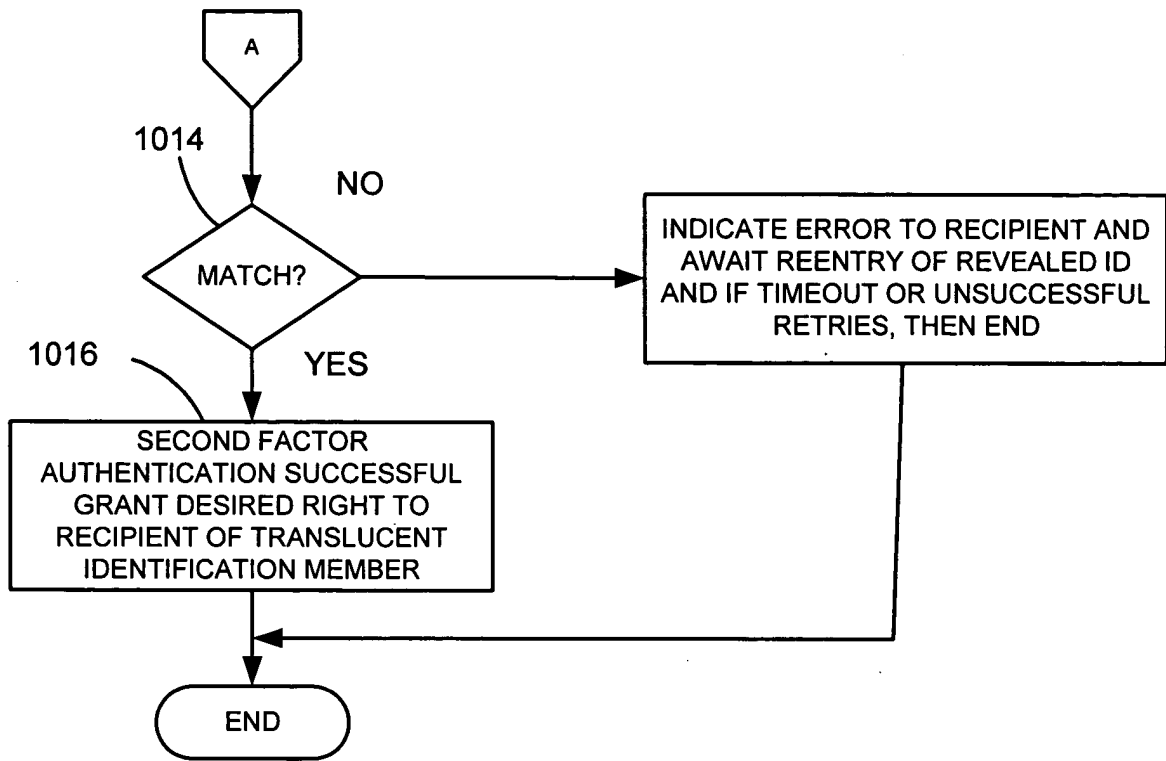 A
1014
NO
MATCH?
INDICATE ERROR TO RECIPIENT AND
AWAIT REENTRY OF REVEALED ID
AND IF TIMEOUT OR UNSUCCESSFUL
RETRIES, THEN END
1016
YES
SECOND FACTOR
AUTHENTICATION SUCCESSFUL
GRANT DESIRED RIGHT TO
RECIPIENT OF TRANSLUCENT
IDENTIFICATION MEMBER
END